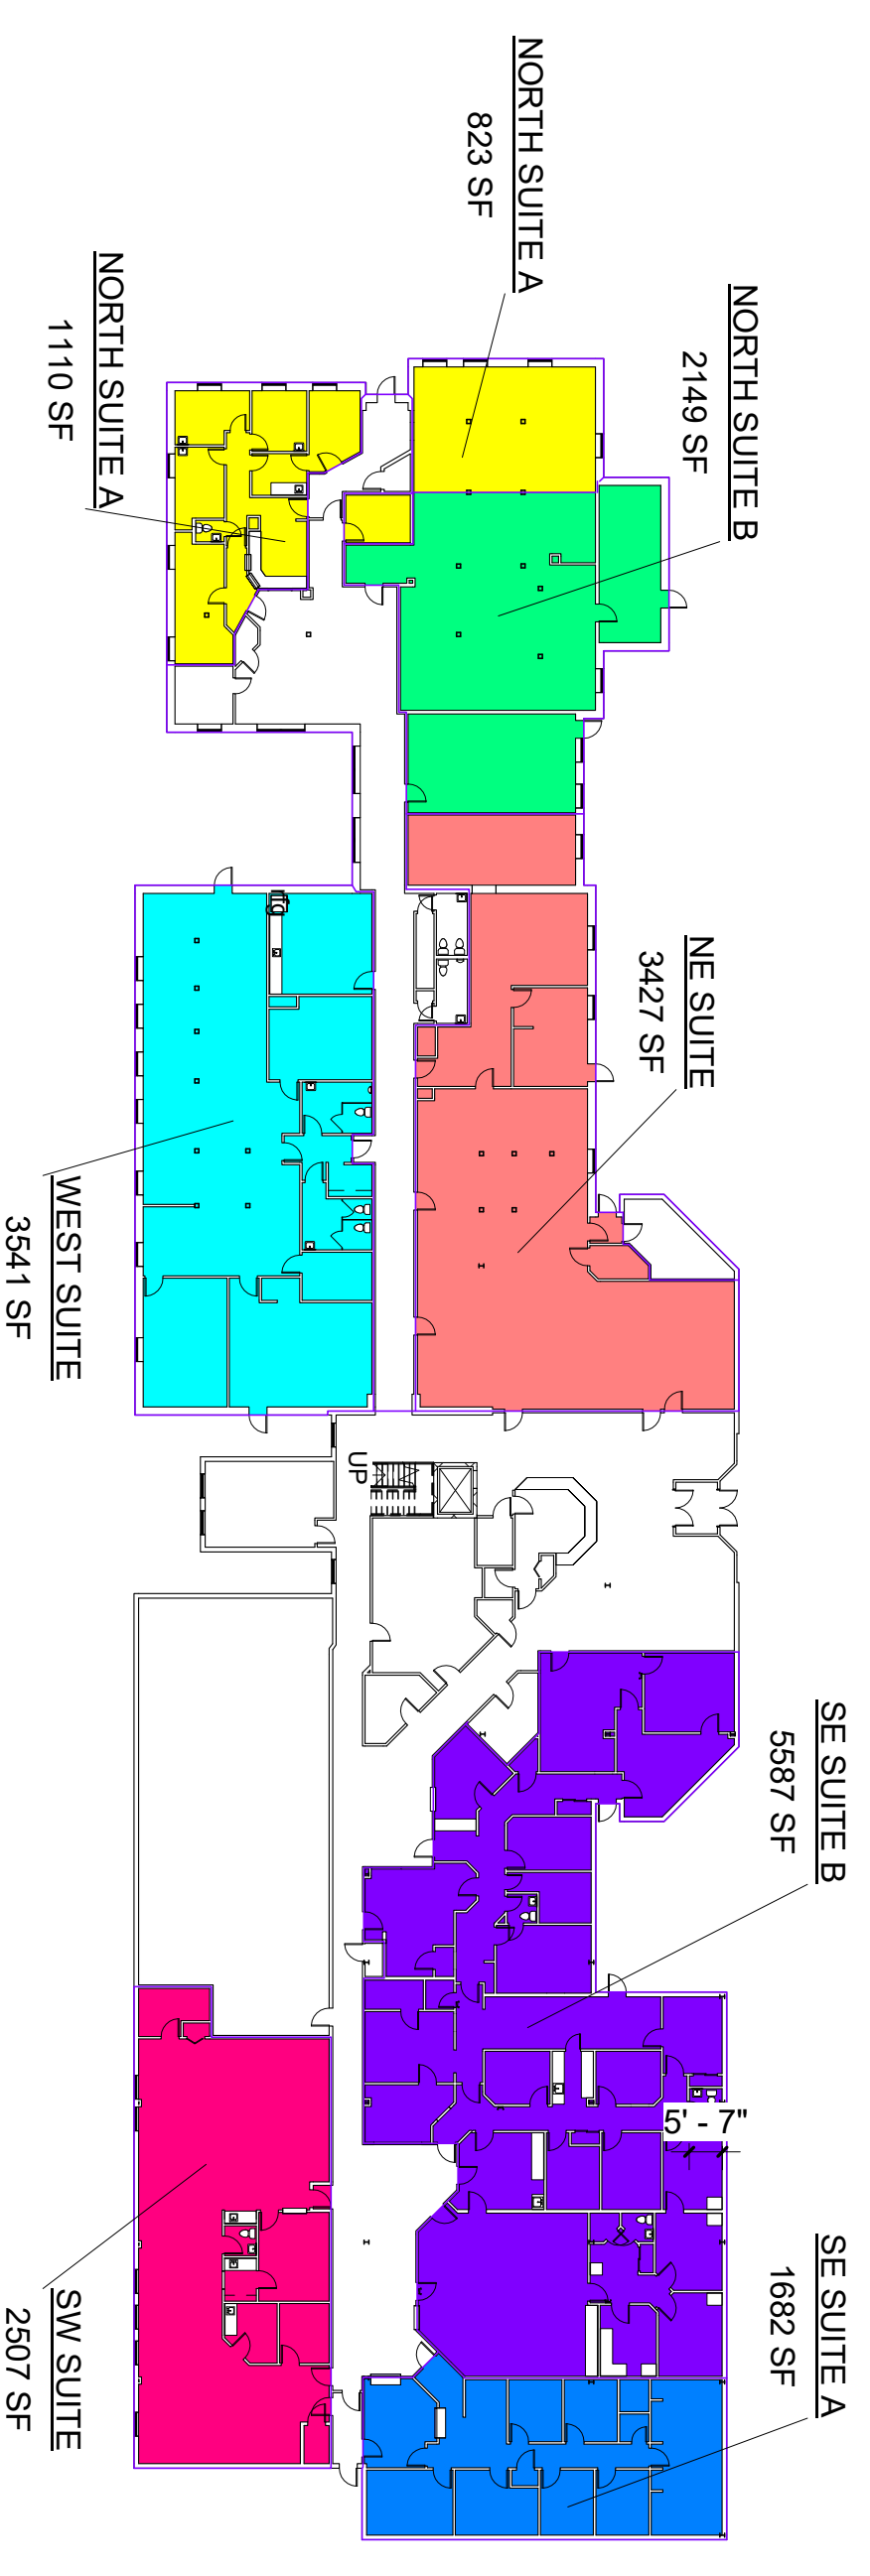 NORTH SUITE A
823 SF
NORTH SUITE B
2149 SF
NORTH SUITE A
1110 SF
NE SUITE
3427 SF
WEST SUITE
3541 SF
UP
SE SUITE B
5587 SF
5' - 7"
SE SUITE A
1682 SF
SW SUITE
2507 SF